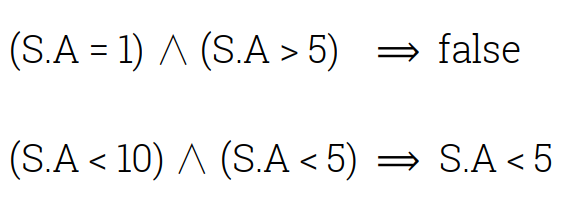 (S.A = 1) ∧ (S.A > 5) ⟹ false
(S.A < 10) ∧ (S.A < 5) ⟹ S.A < 5